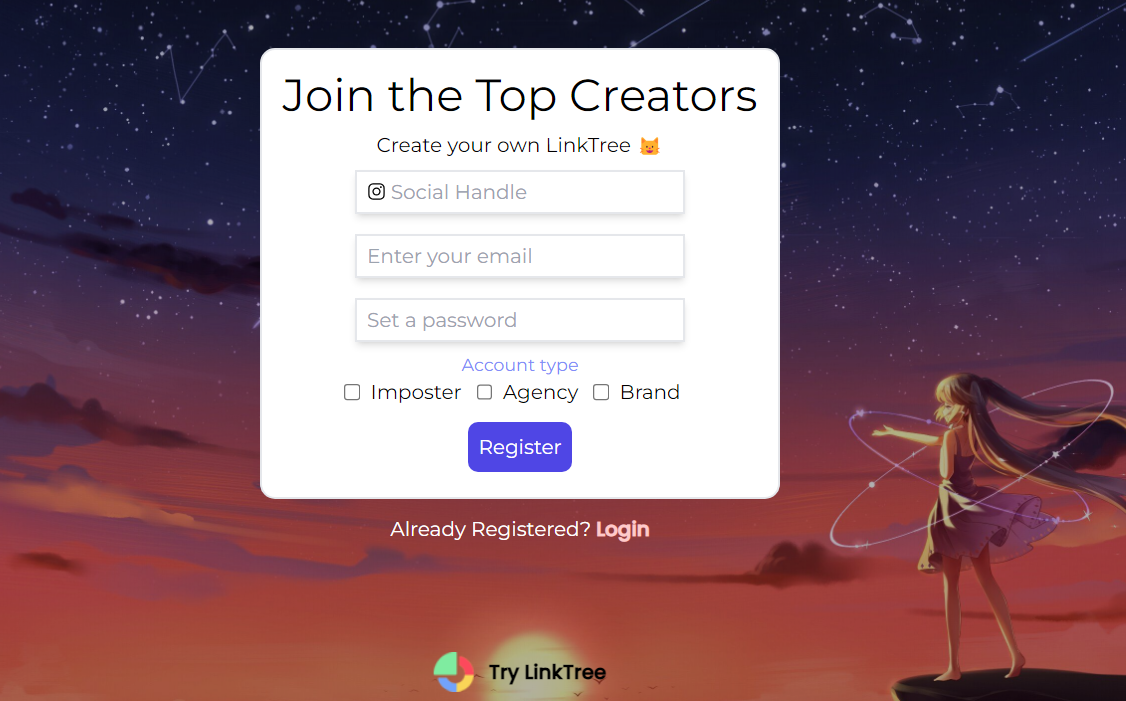 Join the Top Creators
Create your own LinkTree 😼
Social Handle
Enter your email
Set a password
Account type
Imposter Agency Brand
Register
Already Registered? Login
Try LinkTree